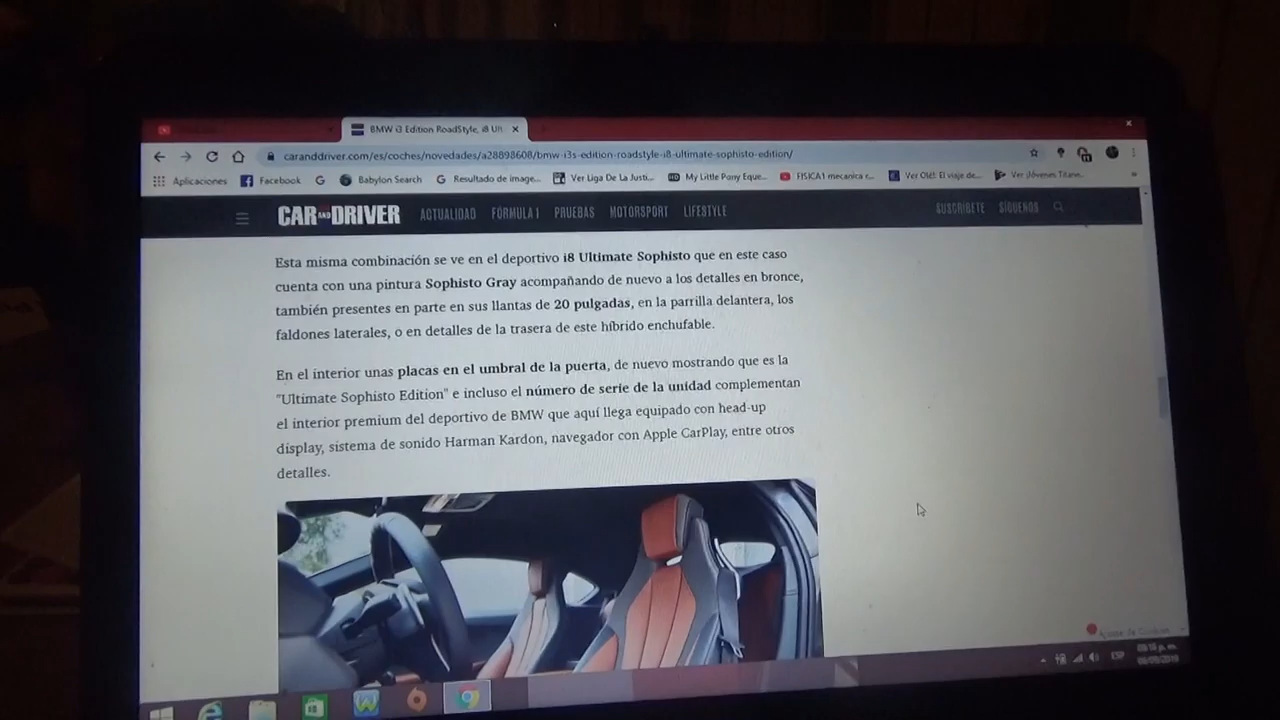 BMW i3 Edition RoadStyle, i8 Ult
caranddriver.com/es/coches/novedades/a28898608/bmw-i3s-edition-roadstyle-i8-ultimate-sophisto-edition/
Aplicaciones Facebook Babylon Search Resultado de image... Ver Liga De La Justi... My Little Pony Eque... FISICA1 mecanica c... Ver Olé!: El viaje de... Ver Jóvenes Titane...
CAR AND DRIVER ACTUALIDAD FÓRMULA 1 PRUEBAS MOTORSPORT LIFESTYLE SUSCRÍBETE SÍGUENOS
Esta misma combinación se ve en el deportivo i8 Ultimate Sophisto que en este caso
cuenta con una pintura Sophisto Gray acompañando de nuevo a los detalles en bronce,
también presentes en parte en sus llantas de 20 pulgadas, en la parrilla delantera, los
faldones laterales, o en detalles de la trasera de este híbrido enchufable.
En el interior unas placas en el umbral de la puerta, de nuevo mostrando que es la
"Ultimate Sophisto Edition" e incluso el número de serie de la unidad complementan
el interior premium del deportivo de BMW que aquí llega equipado con head-up
display, sistema de sonido Harman Kardon, navegador con Apple CarPlay, entre otros
detalles.
ESP